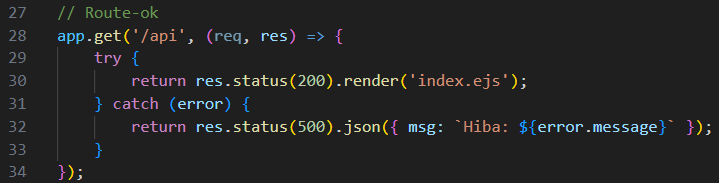 27 // Route-ok
28 app.get('/api', (req, res) => {
29     try {
30         return res.status(200).render('index.ejs');
31     } catch (error) {
32         return res.status(500).json({ msg: `Hiba: ${error.message}` });
33     }
34 });